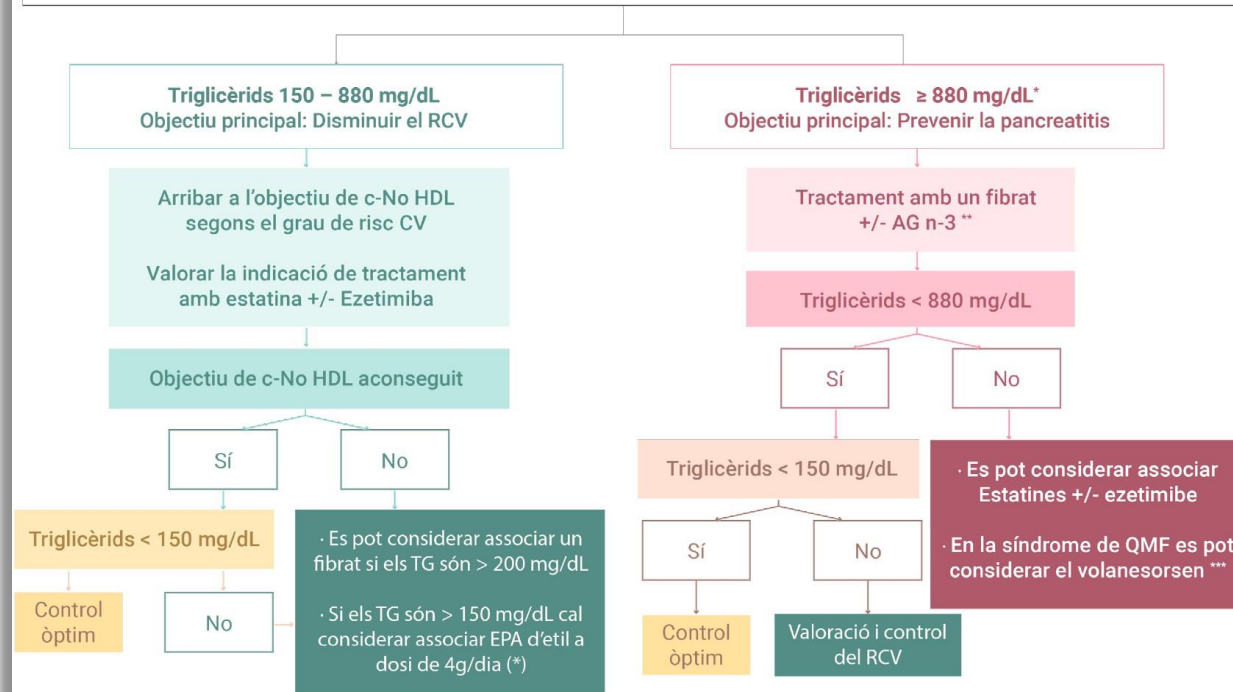 Triglicèrids 150 – 880 mg/dL
Objectiu principal: Disminuir el RCV
Arribar a l'objectiu de c-No HDL
segons el grau de risc CV
Valorar la indicació de tractament
amb estatina +/- Ezetimiba
Objectiu de c-No HDL aconseguit
Sí
No
Triglicèrids < 150 mg/dL
Control
òptim
No
· Es pot considerar associar un
fibrat si els TG són > 200 mg/dL
· Si els TG són > 150 mg/dL cal
considerar associar EPA d'etil a
dosi de 4g/dia (*)
Triglicèrids ≥ 880 mg/dL*
Objectiu principal: Prevenir la pancreatitis
Tractament amb un fibrat
+/- AG n-3 **
Triglicèrids < 880 mg/dL
Sí
No
Triglicèrids < 150 mg/dL
Sí
No
Control
òptim
Valoració i control
del RCV
· Es pot considerar associar
Estatines +/- ezetimibe
· En la síndrome de QMF es pot
considerar el volanesorsen ***